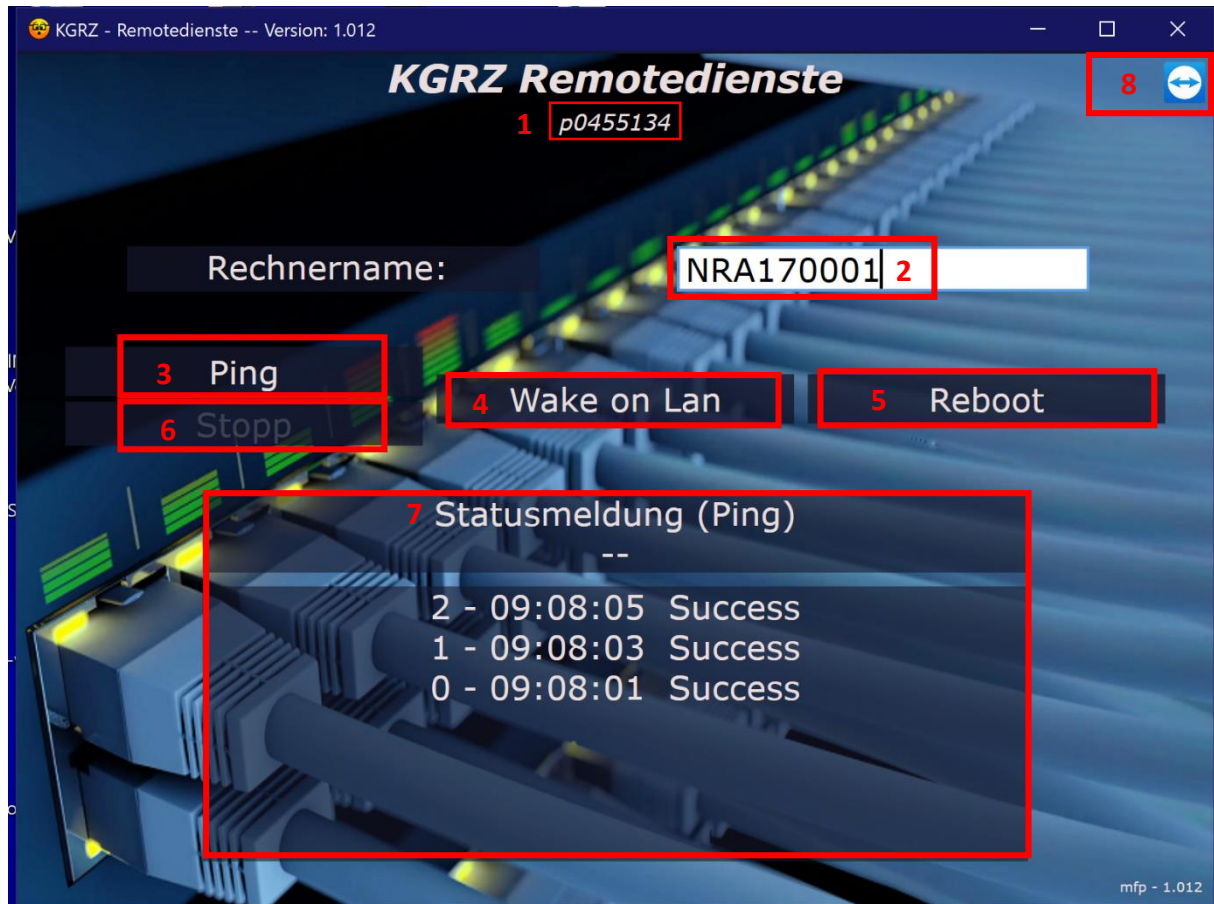 KGRZ - Remotedienste -- Version: 1.012
KGRZ Remotedienste
8
1 p0455134
Rechnername:
NRA170001 2
3 Ping
4 Wake on Lan
5 Reboot
6 Stopp
7 Statusmeldung (Ping)
--
2 - 09:08:05 Success
1 - 09:08:03 Success
0 - 09:08:01 Success
mfp - 1.012